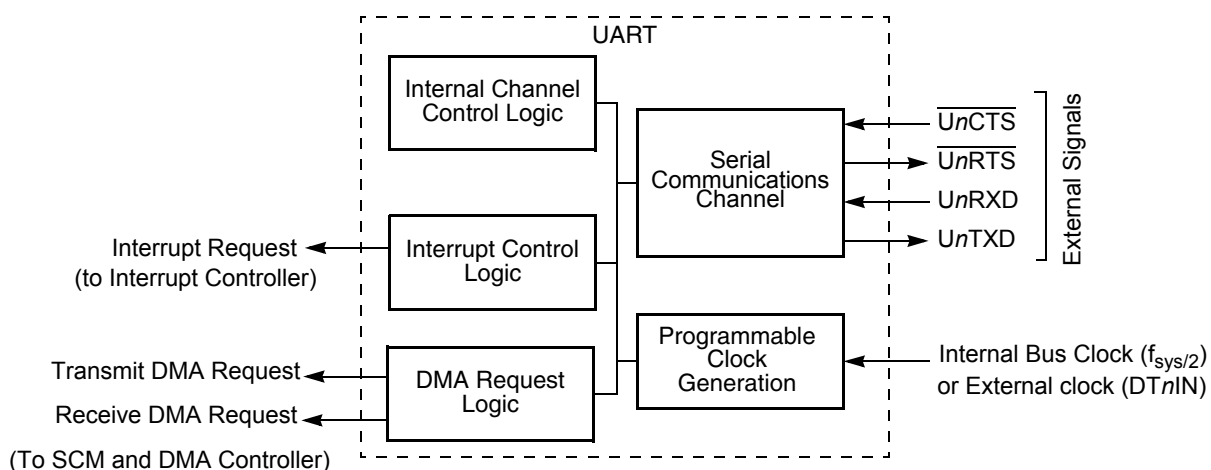 UART
Internal Channel
Control Logic
Serial
Communications
Channel
UnCTS
UnRTS
UnRXD
UnTXD
External Signals
Interrupt Request
(to Interrupt Controller)
Interrupt Control
Logic
Programmable
Clock
Generation
Internal Bus Clock (fsys/2)
or External clock (DTnIN)
Transmit DMA Request
Receive DMA Request
(To SCM and DMA Controller)
DMA Request
Logic